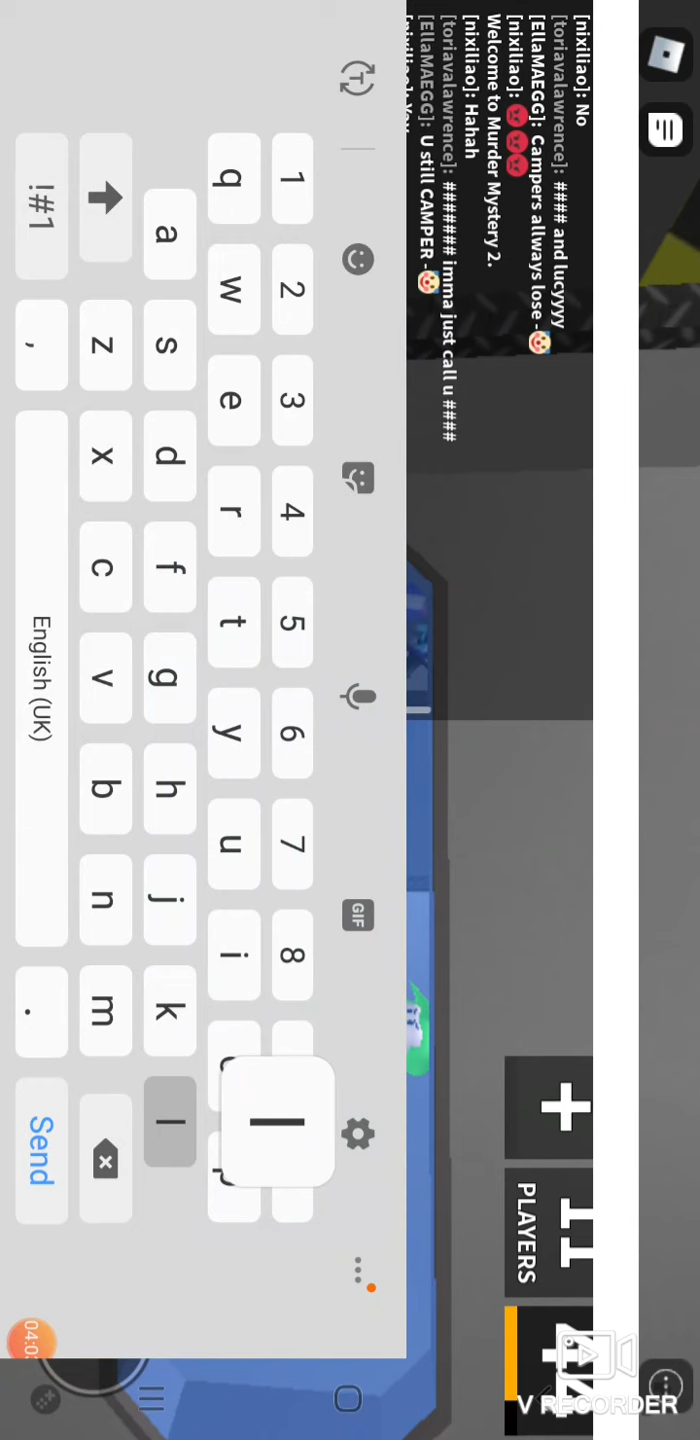 [nixiliao]: No
[toriavalawrence]: #### and lucyyyy
[EllaMAEGG]: Campers allways lose -🤡
[nixiliao]: 😡😡😡
Welcome to Murder Mystery 2.
[nixiliao]: Hahah
[toriavalawrence]: ####### imma just call u ####
[EllaMAEGG]: U still CAMPER -🤡
11
PLAYERS
GIF
1 2 3 4 5 6 7 8
q w e r t y u i
a s d f g h j k l
z x c v b n m
!#1 , English (UK) . Send
l
V RECORDER